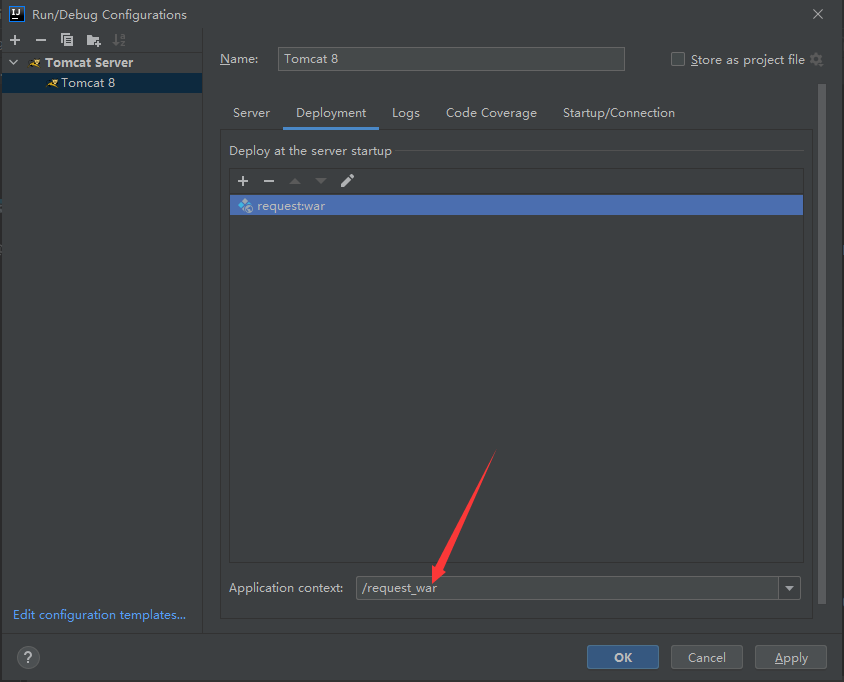 Run/Debug Configurations
Tomcat Server
Tomcat 8
Edit configuration templates...
Name: Tomcat 8
Store as project file
Server Deployment Logs Code Coverage Startup/Connection
Deploy at the server startup
request:war
Application context: /request_war
? OK Cancel Apply